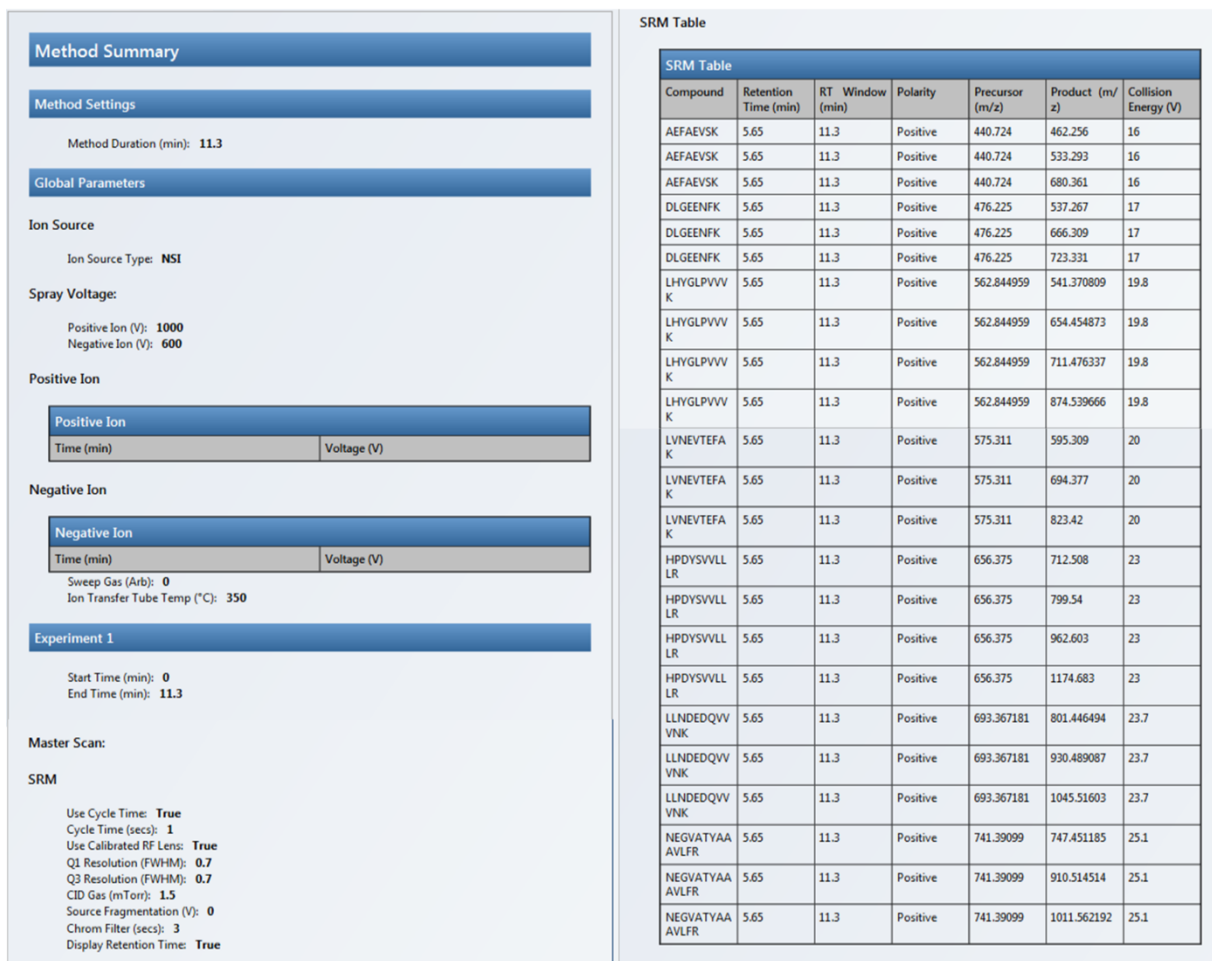 Method Summary
Method Settings
Method Duration (min): 11.3
Global Parameters
Ion Source
Ion Source Type: NSI
Spray Voltage:
Positive Ion (V): 1000
Negative Ion (V): 600
Positive Ion
Positive Ion
Time (min) Voltage (V)
Negative Ion
Negative Ion
Time (min) Voltage (V)
Sweep Gas (Arb): 0
Ion Transfer Tube Temp (°C): 350
Experiment 1
Start Time (min): 0
End Time (min): 11.3
Master Scan:
SRM
Use Cycle Time: True
Cycle Time (secs): 1
Use Calibrated RF Lens: True
Q1 Resolution (FWHM): 0.7
Q3 Resolution (FWHM): 0.7
CID Gas (mTorr): 1.5
Source Fragmentation (V): 0
Chrom Filter (secs): 3
Display Retention Time: True
SRM Table
SRM Table
Compound Retention RT Window Polarity Precursor Product (m/ Collision
Time (min) (min) (m/z) z) Energy (V)
AEFAEVSK 5.65 11.3 Positive 440.724 462.256 16
AEFAEVSK 5.65 11.3 Positive 440.724 533.293 16
AEFAEVSK 5.65 11.3 Positive 440.724 680.361 16
DLGEENFK 5.65 11.3 Positive 476.225 537.267 17
DLGEENFK 5.65 11.3 Positive 476.225 666.309 17
DLGEENFK 5.65 11.3 Positive 476.225 723.331 17
LHYGLPVVV 5.65 11.3 Positive 562.844959 541.370809 19.8
K
LHYGLPVVV 5.65 11.3 Positive 562.844959 654.454873 19.8
K
LHYGLPVVV 5.65 11.3 Positive 562.844959 711.476337 19.8
K
LHYGLPVVV 5.65 11.3 Positive 562.844959 874.539666 19.8
K
LVNEVTEFA 5.65 11.3 Positive 575.311 595.309 20
K
LVNEVTEFA 5.65 11.3 Positive 575.311 694.377 20
K
LVNEVTEFA 5.65 11.3 Positive 575.311 823.42 20
K
HPDYSVVLL 5.65 11.3 Positive 656.375 712.508 23
LR
HPDYSVVLL 5.65 11.3 Positive 656.375 799.54 23
LR
HPDYSVVLL 5.65 11.3 Positive 656.375 962.603 23
LR
HPDYSVVLL 5.65 11.3 Positive 656.375 1174.683 23
LR
LLNDEDQVV 5.65 11.3 Positive 693.367181 801.446494 23.7
VNK
LLNDEDQVV 5.65 11.3 Positive 693.367181 930.489087 23.7
VNK
LLNDEDQVV 5.65 11.3 Positive 693.367181 1045.51603 23.7
VNK
NEGVATYAA 5.65 11.3 Positive 741.39099 747.451185 25.1
AVLFR
NEGVATYAA 5.65 11.3 Positive 741.39099 910.514514 25.1
AVLFR
NEGVATYAA 5.65 11.3 Positive 741.39099 1011.562192 25.1
AVLFR